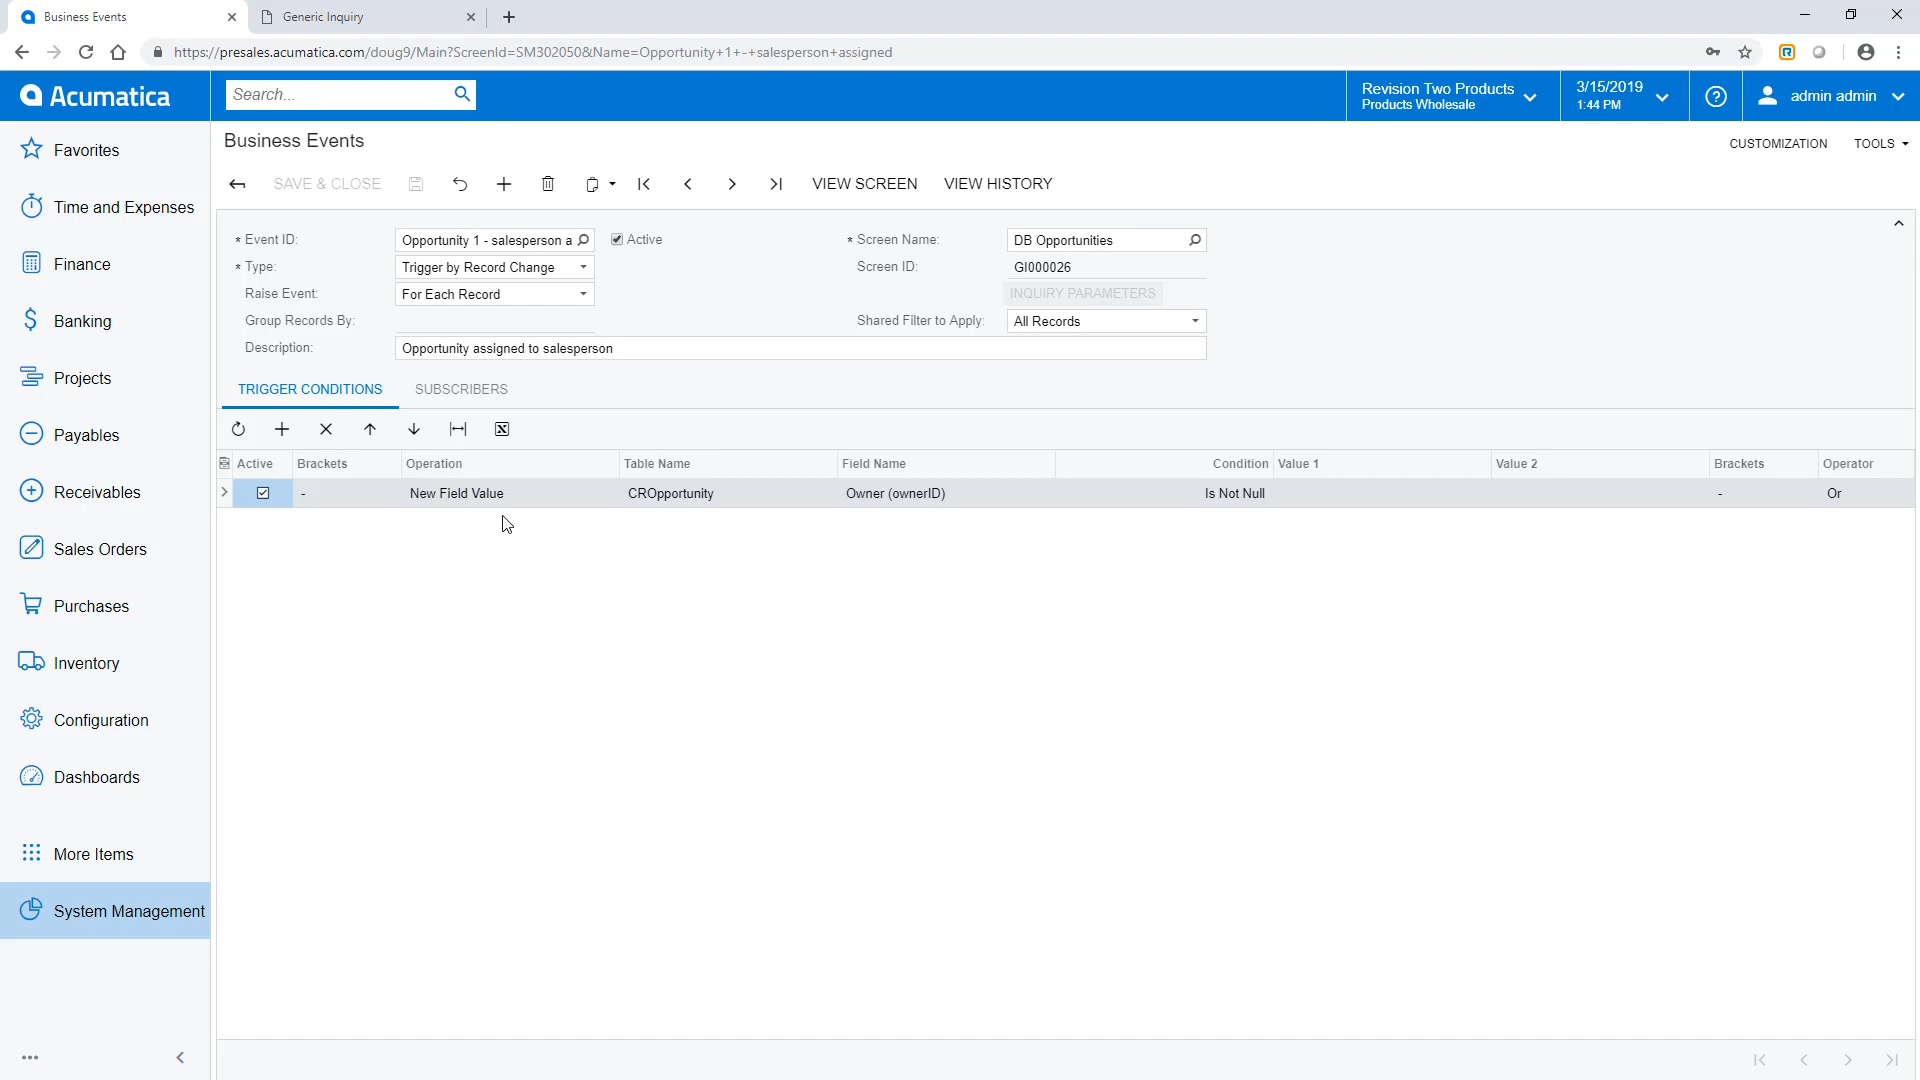 Business Events
Generic Inquiry
https://presales.acumatica.com/doug9/Main?ScreenId=SM302050&Name=Opportunity+1+-+salesperson+assigned
Acumatica
Search...
Revision Two Products
Products Wholesale
3/15/2019
1:44 PM
admin admin
Favorites
Time and Expenses
Finance
Banking
Projects
Payables
Receivables
Sales Orders
Purchases
Inventory
Configuration
Dashboards
More Items
System Management
Business Events
CUSTOMIZATION
TOOLS
SAVE & CLOSE
VIEW SCREEN
VIEW HISTORY
* Event ID: Opportunity 1 - salesperson a
Active
* Screen Name: DB Opportunities
* Type: Trigger by Record Change
Screen ID: GI000026
Raise Event: For Each Record
INQUIRY PARAMETERS
Group Records By:
Shared Filter to Apply: All Records
Description: Opportunity assigned to salesperson
TRIGGER CONDITIONS
SUBSCRIBERS
Active Brackets Operation Table Name Field Name Condition Value 1 Value 2 Brackets Operator
- New Field Value CROpportunity Owner (ownerID) Is Not Null - Or